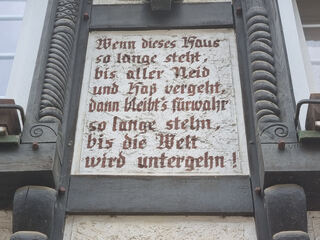 Wenn dieses Haus
so lange steht,
bis aller Neid
und Haß vergeht,
dann bleibt's fürwahr
so lange stehn,
bis die Welt
wird untergehn!